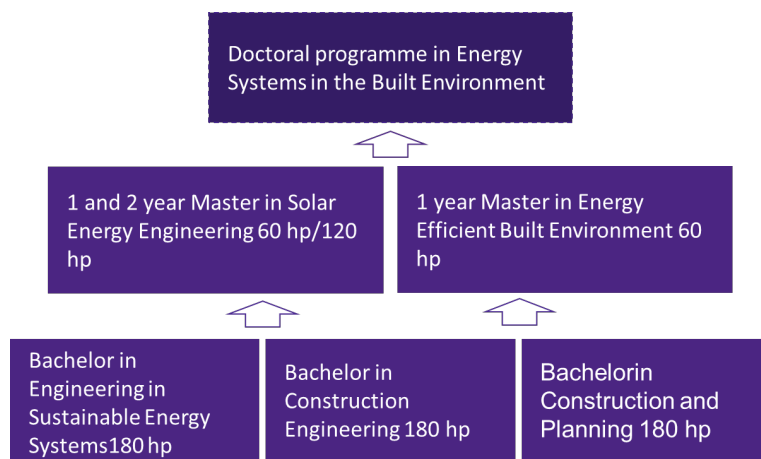 Doctoral programme in Energy
Systems in the Built Environment
1 and 2 year Master in Solar
Energy Engineering 60 hp/120
hp
1 year Master in Energy
Efficient Built Environment 60
hp
Bachelor in
Engineering in
Sustainable Energy
Systems180 hp
Bachelor in
Construction
Engineering 180 hp
Bachelorin
Construction and
Planning 180 hp